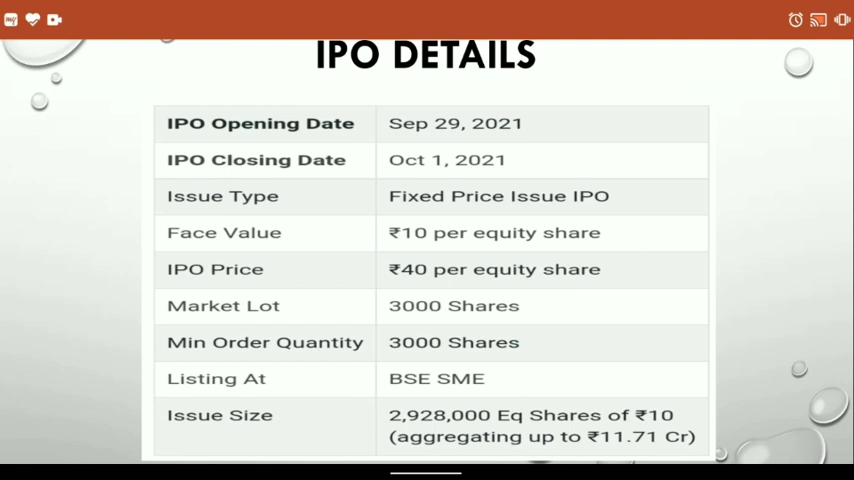 IPO DETAILS
IPO Opening Date Sep 29, 2021
IPO Closing Date Oct 1, 2021
Issue Type Fixed Price Issue IPO
Face Value ₹10 per equity share
IPO Price ₹40 per equity share
Market Lot 3000 Shares
Min Order Quantity 3000 Shares
Listing At BSE SME
Issue Size 2,928,000 Eq Shares of ₹10
(aggregating up to ₹11.71 Cr)